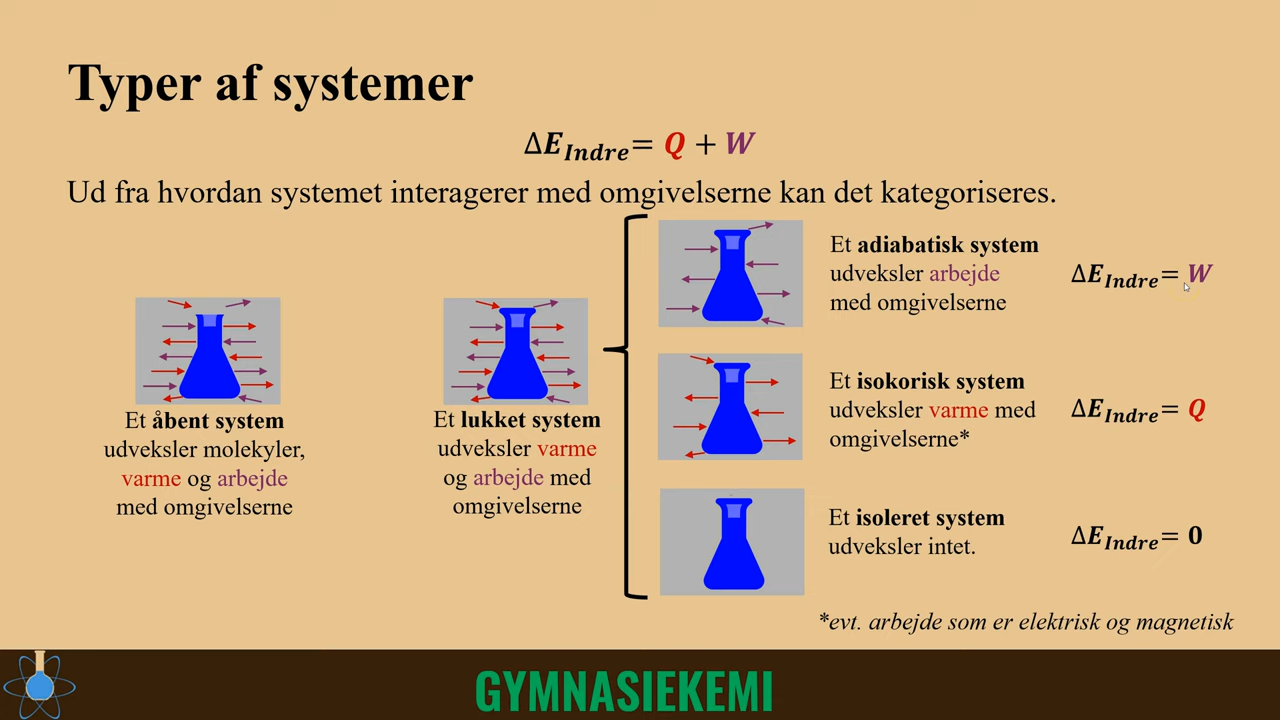 Typer af systemer
ΔE_Indre = Q + W
Ud fra hvordan systemet interagerer med omgivelserne kan det kategoriseres.
Et åbent system
udveksler molekyler,
varme og arbejde
med omgivelserne
Et lukket system
udveksler varme
og arbejde med
omgivelserne
Et adiabatisk system
udveksler arbejde
med omgivelserne
ΔE_Indre = W
Et isokorisk system
udveksler varme med
omgivelserne*
ΔE_Indre = Q
Et isoleret system
udveksler intet.
ΔE_Indre = 0
*evt. arbejde som er elektrisk og magnetisk
GYMNASIEKEMI